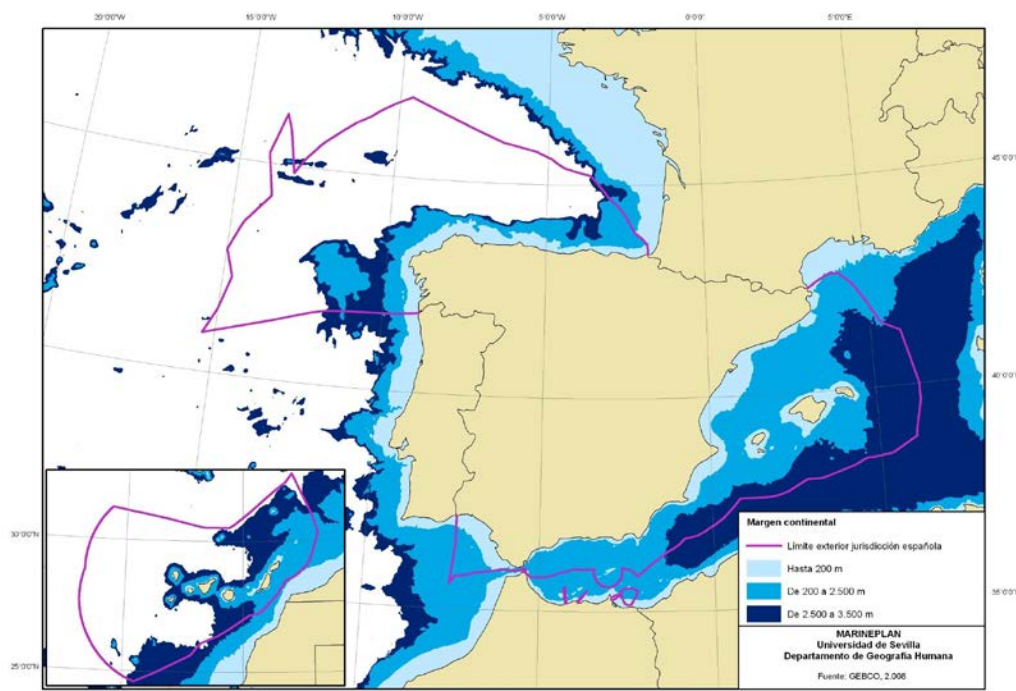 20°0'0"W 15°0'0"W 10°0'0"W 5°0'0"W 0°0'0" 5°0'0"E
45°0'0"N
40°0'0"N
35°0'0"N
30°0'0"N
25°0'0"N
Margen continental
Límite exterior jurisdicción española
Hasta 200 m
De 200 a 2.500 m
De 2.500 a 3.500 m
MARINEPLAN
Universidad de Sevilla
Departamento de Geografía Humana
Fuente: GEBCO, 2.008